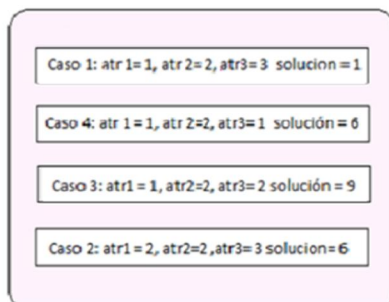 Caso 1: atr 1= 1, atr 2= 2, atr3= 3 solucion = 1
Caso 4: atr 1 = 1, atr 2=2, atr3= 1 solución = 6
Caso 3: atr1 = 1, atr2=2, atr3= 2 solución = 9
Caso 2: atr1 = 2, atr2=2 ,atr3= 3 solucion= 6